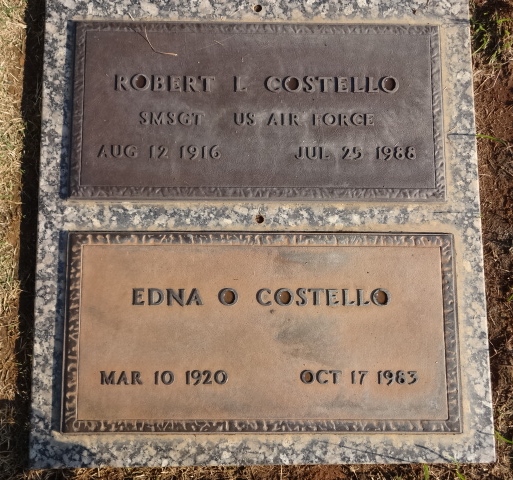 ROBERT L COSTELLO
SMSGT US AIR FORCE
AUG 12 1916 JUL 25 1988
EDNA O COSTELLO
MAR 10 1920 OCT 17 1983